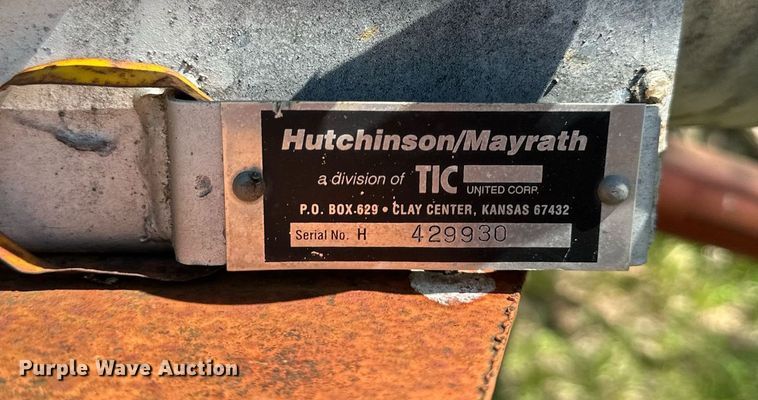 Hutchinson/Mayrath
a division of TIC
UNITED CORP.
P.O. BOX 629 • CLAY CENTER, KANSAS 67432
Serial No. H 429930
Purple Wave Auction